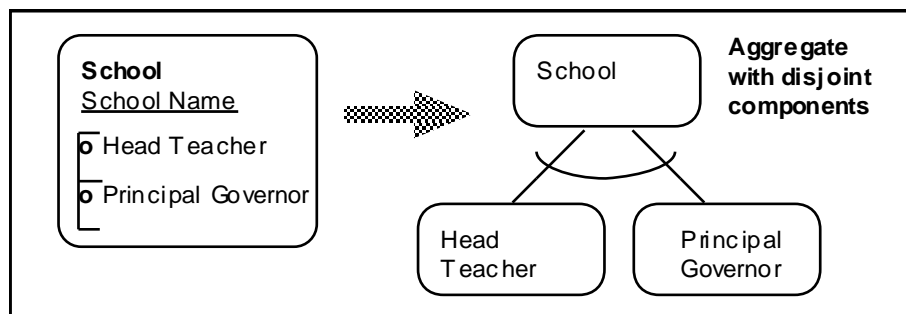 School
School Name
o Head Teacher
o Principal Governor
School
Aggregate
with disjoint
components
Head
Teacher
Principal
Governor